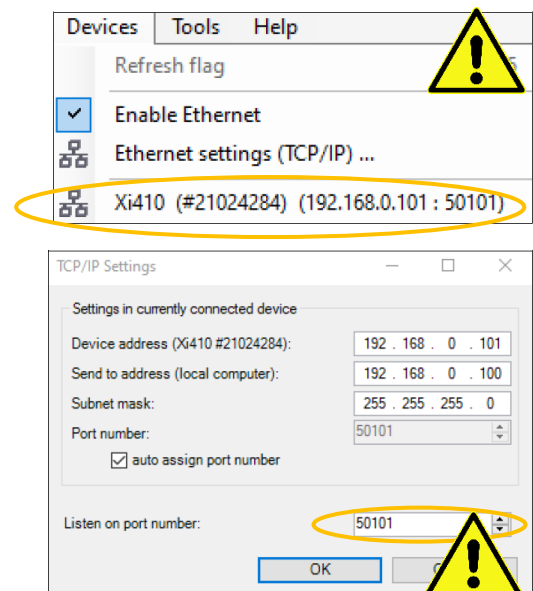 Devices Tools Help
Refresh flag
Enable Ethernet
Ethernet settings (TCP/IP) ...
Xi410 (#21024284) (192.168.0.101 : 50101)
TCP/IP Settings
Settings in currently connected device
Device address (Xi410 #21024284): 192 . 168 . 0 . 101
Send to address (local computer): 192 . 168 . 0 . 100
Subnet mask: 255 . 255 . 255 . 0
Port number: 50101
auto assign port number
Listen on port number: 50101
OK